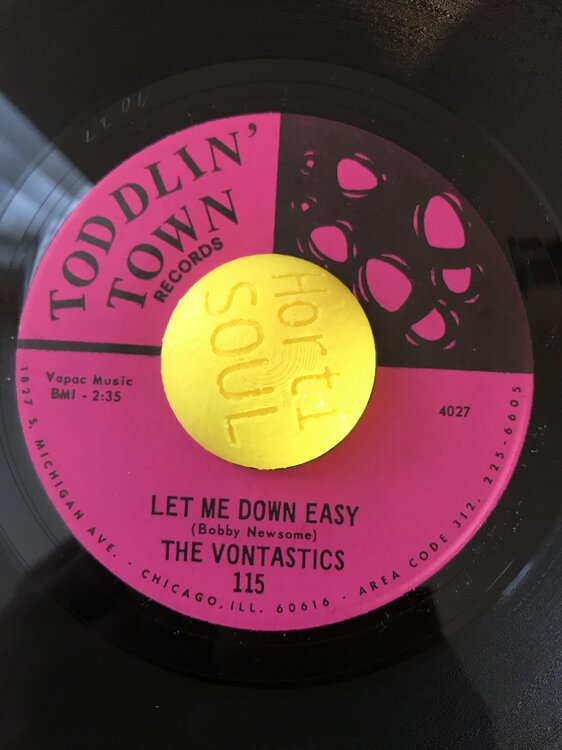 TODDLIN'
TOWN
RECORDS
Horti
SOUL
Vapac Music
BMI - 2:35
4027
LET ME DOWN EASY
(Bobby Newsome)
THE VONTASTICS
115
1827 S. MICHIGAN AVE. - CHICAGO, ILL. 60616 - AREA CODE 312, 225-6605